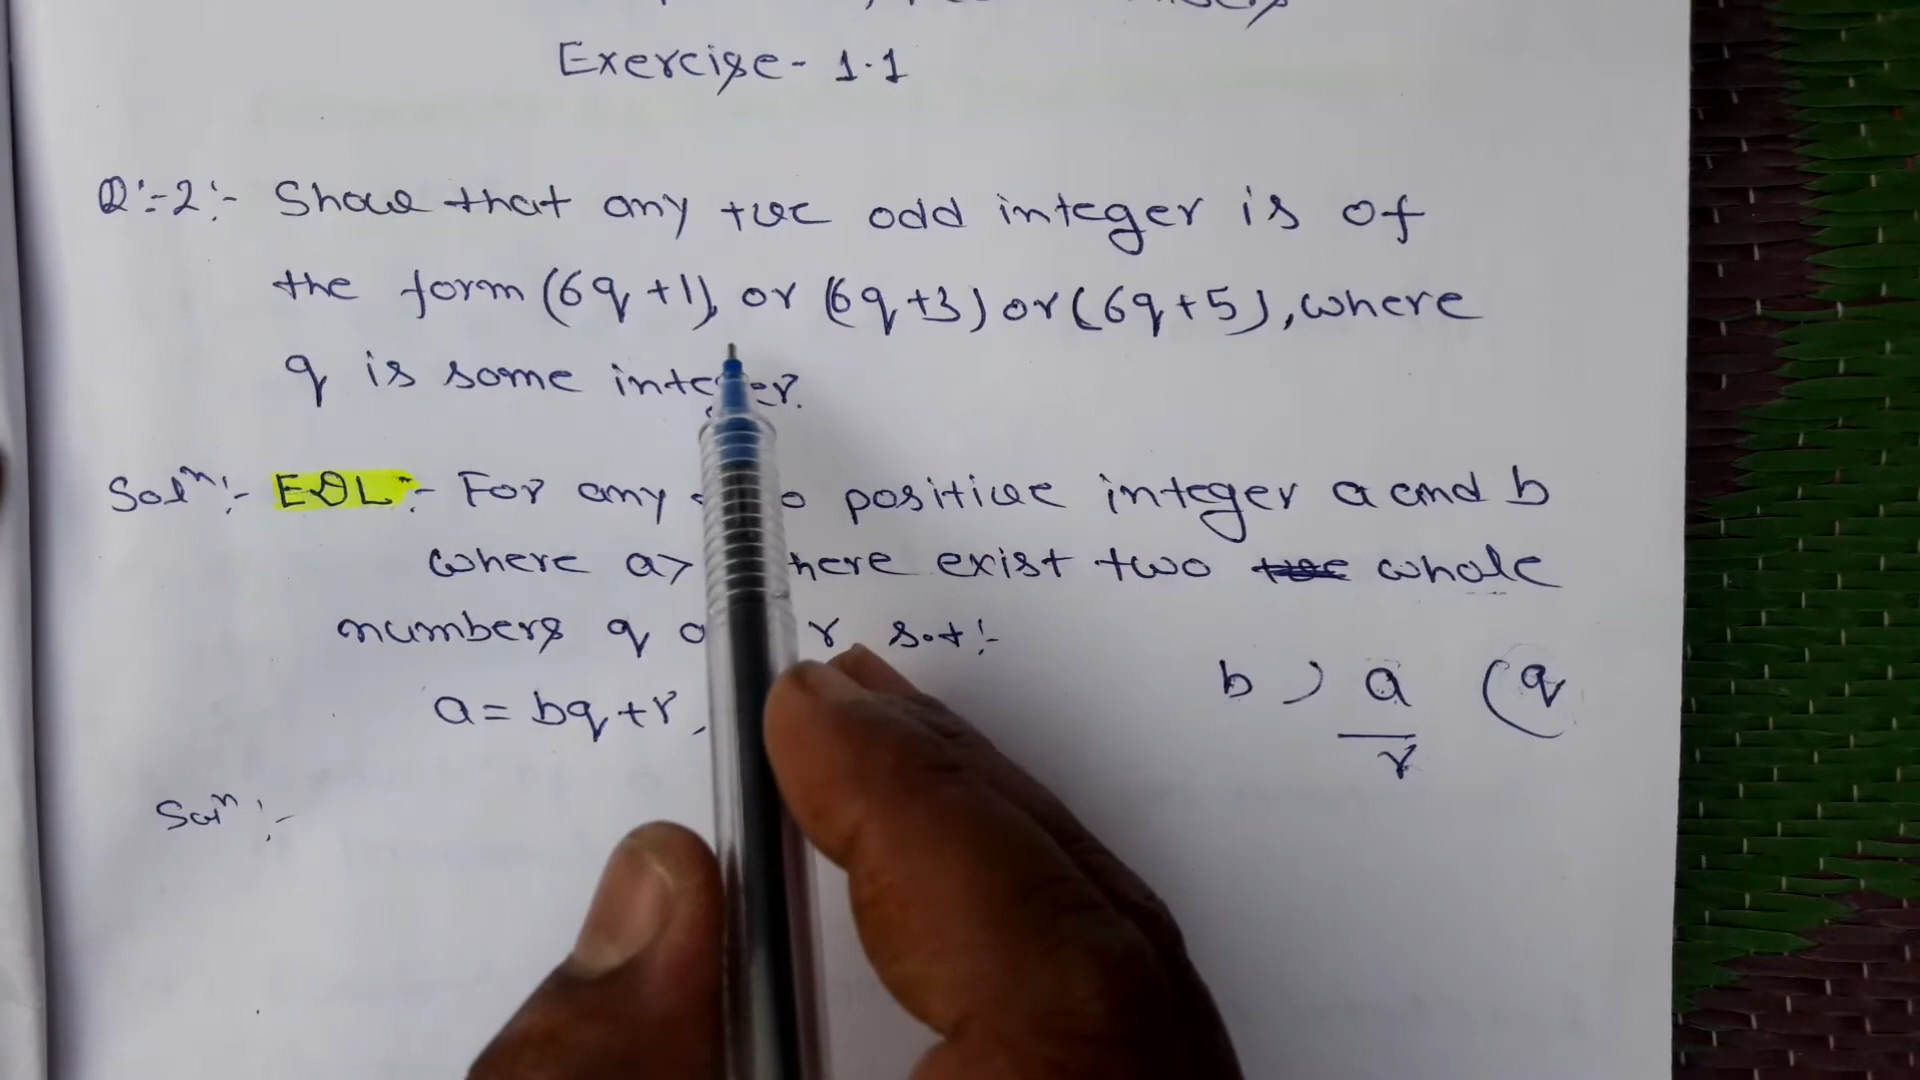 Exercise - 1.1
Q:-2:- Show that any +ve odd integer is of
the form (6q+1), or (6q+3) or (6q+5), where
q is some integer.
Solⁿ:- EDL:- For any positive integer a and b
where a> here exist two whole
numbers q r s.t:-
a = bq+r,
b ) a ( q
r
Solⁿ:-